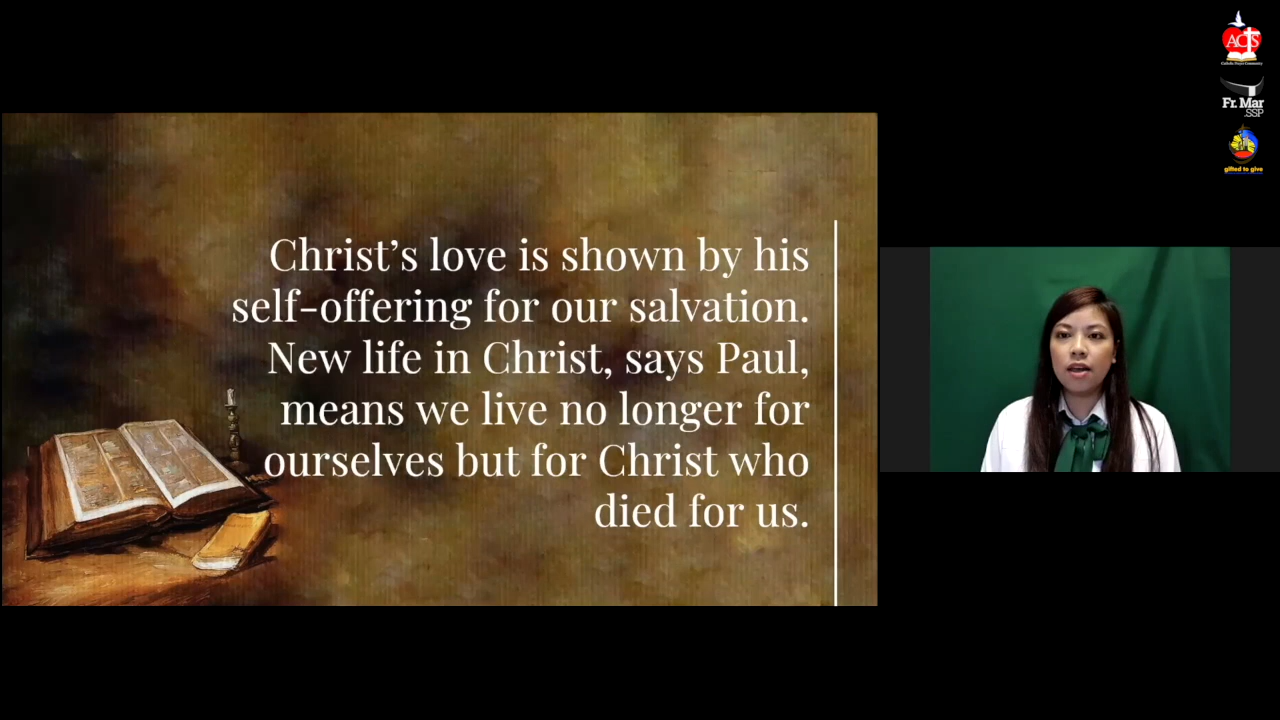 Christ's love is shown by his
self-offering for our salvation.
New life in Christ, says Paul,
means we live no longer for
ourselves but for Christ who
died for us.
ACTS
Fr. Mar
.SSP
gifted to give